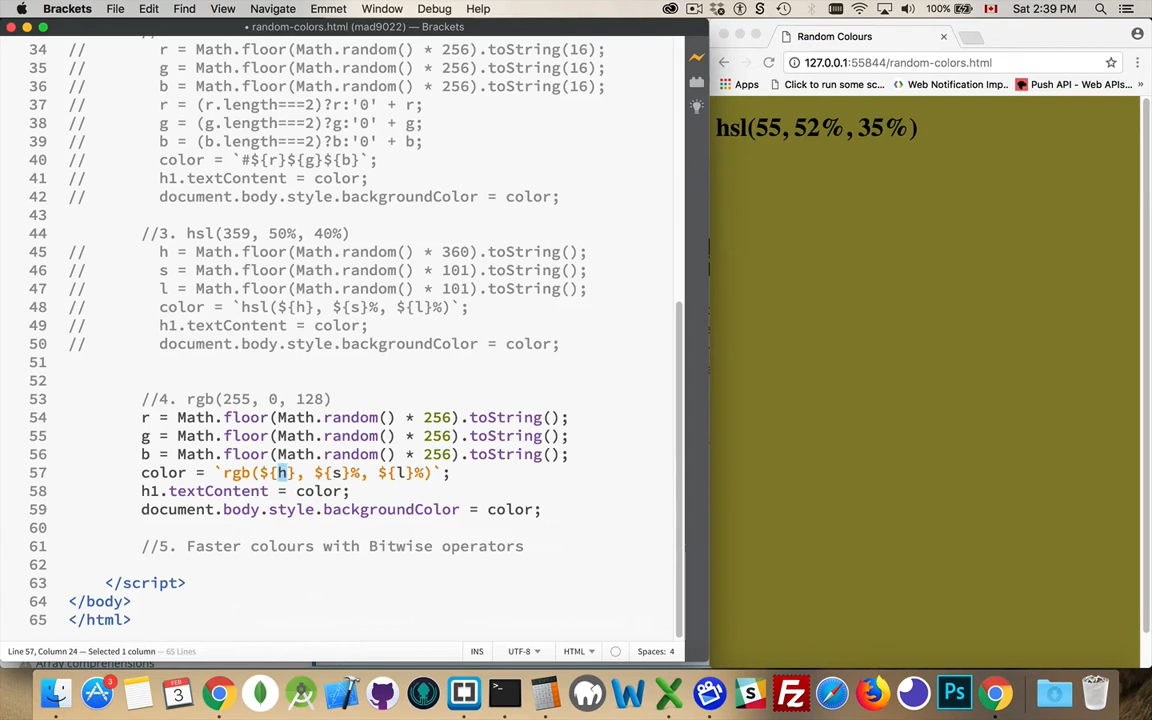 Brackets File Edit Find View Navigate Emmet Window Debug Help 100% Sat 2:39 PM
• random-colors.html (mad9022) — Brackets
34 // r = Math.floor(Math.random() * 256).toString(16);
35 // g = Math.floor(Math.random() * 256).toString(16);
36 // b = Math.floor(Math.random() * 256).toString(16);
37 // r = (r.length===2)?r:'0' + r;
38 // g = (g.length===2)?g:'0' + g;
39 // b = (b.length===2)?b:'0' + b;
40 // color = `#${r}${g}${b}`;
41 // h1.textContent = color;
42 // document.body.style.backgroundColor = color;
43
44 //3. hsl(359, 50%, 40%)
45 // h = Math.floor(Math.random() * 360).toString();
46 // s = Math.floor(Math.random() * 101).toString();
47 // l = Math.floor(Math.random() * 101).toString();
48 // color = `hsl(${h}, ${s}%, ${l}%)`;
49 // h1.textContent = color;
50 // document.body.style.backgroundColor = color;
51
52
53 //4. rgb(255, 0, 128)
54 r = Math.floor(Math.random() * 256).toString();
55 g = Math.floor(Math.random() * 256).toString();
56 b = Math.floor(Math.random() * 256).toString();
57 color = `rgb(${h}, ${s}%, ${l}%)`;
58 h1.textContent = color;
59 document.body.style.backgroundColor = color;
60
61 //5. Faster colours with Bitwise operators
62
63 </script>
64 </body>
65 </html>
Line 57, Column 24 — Selected 1 column — 65 Lines INS UTF-8 HTML Spaces: 4
Array comprehensions
Random Colours
127.0.0.1:55844/random-colors.html
Apps Click to run some sc... Web Notification Imp.. Push API - Web APIs... »
hsl(55, 52%, 35%)
3
FEB
3